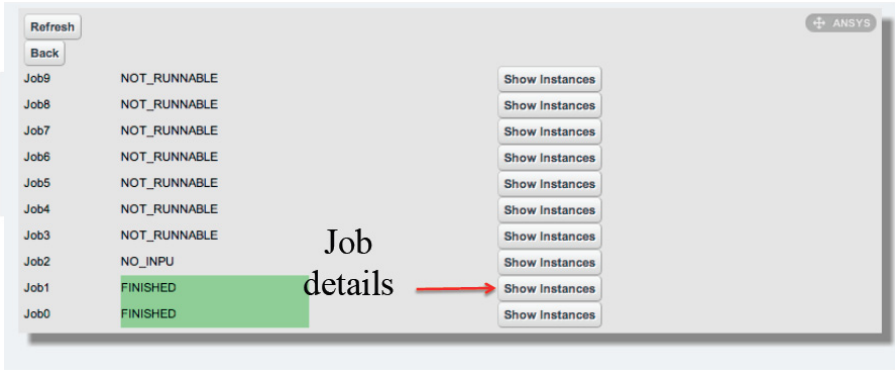 Refresh
ANSYS
Back
Job9 NOT_RUNNABLE Show Instances
Job8 NOT_RUNNABLE Show Instances
Job7 NOT_RUNNABLE Show Instances
Job6 NOT_RUNNABLE Show Instances
Job5 NOT_RUNNABLE Show Instances
Job4 NOT_RUNNABLE Show Instances
Job3 NOT_RUNNABLE Show Instances
Job2 NO_INPU Show Instances
Job1 FINISHED Show Instances
Job0 FINISHED Show Instances
Job
details